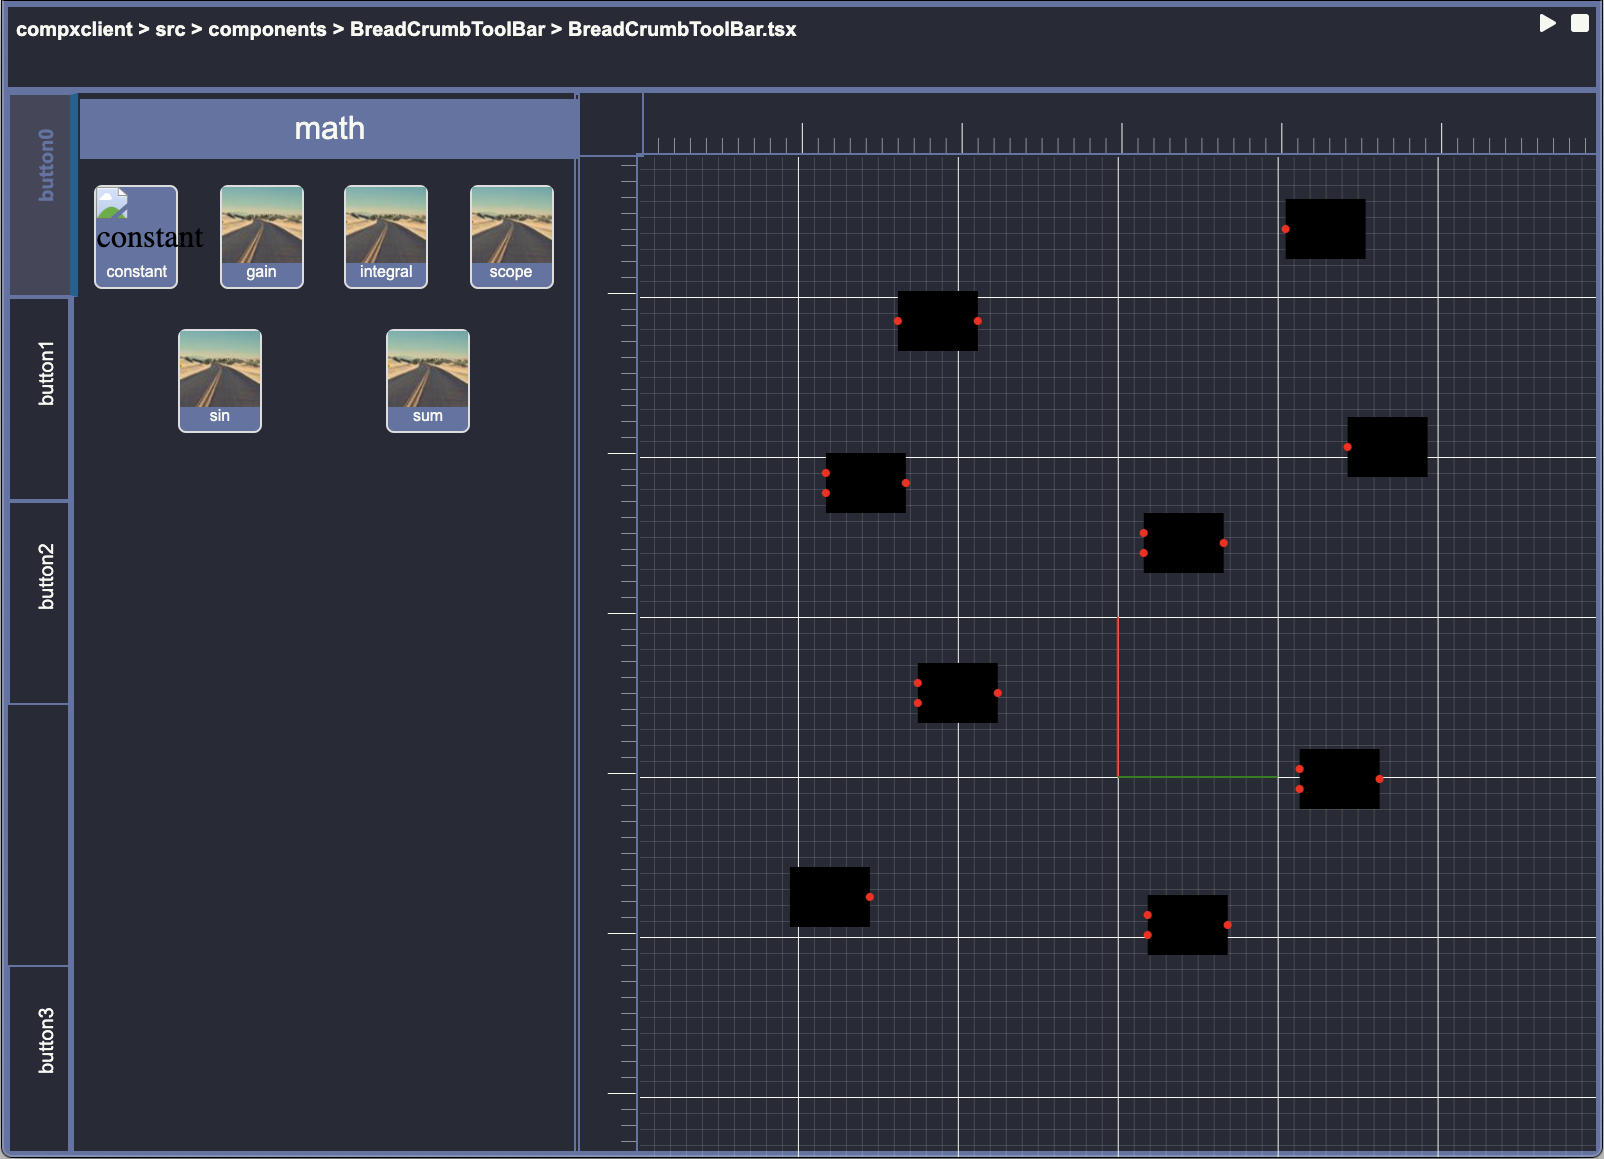 compxclient > src > components > BreadCrumbToolBar > BreadCrumbToolBar.tsx
button0
button1
button2
button3
math
constant
constant
gain
integral
scope
sin
sum